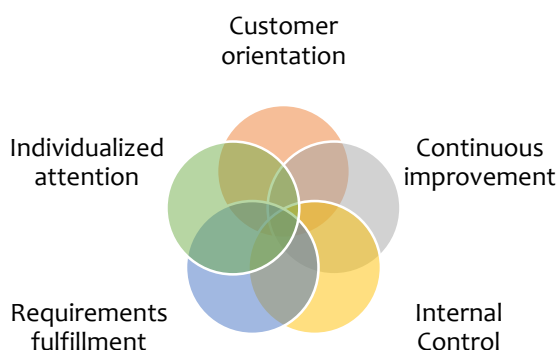 Customer
orientation
Individualized
attention
Continuous
improvement
Requirements
fulfillment
Internal
Control